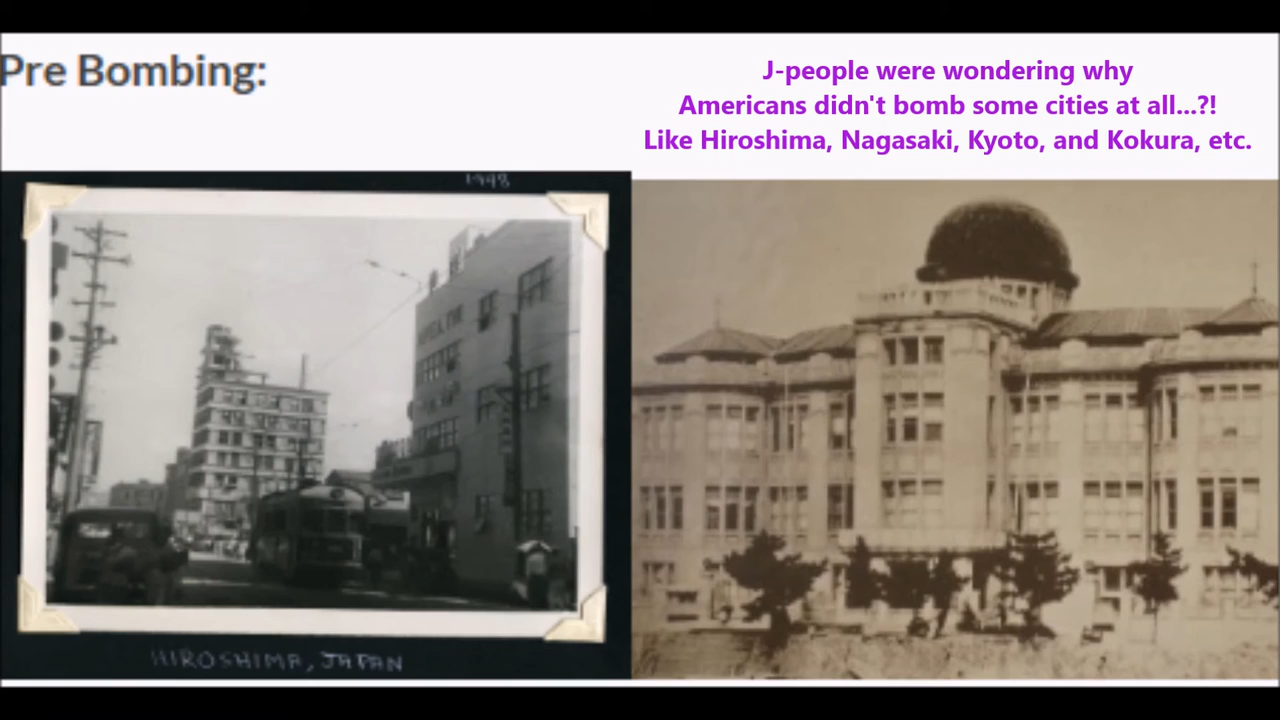 Pre Bombing:
J-people were wondering why
Americans didn't bomb some cities at all...?!
Like Hiroshima, Nagasaki, Kyoto, and Kokura, etc.
1948
HIROSHIMA, JAPAN